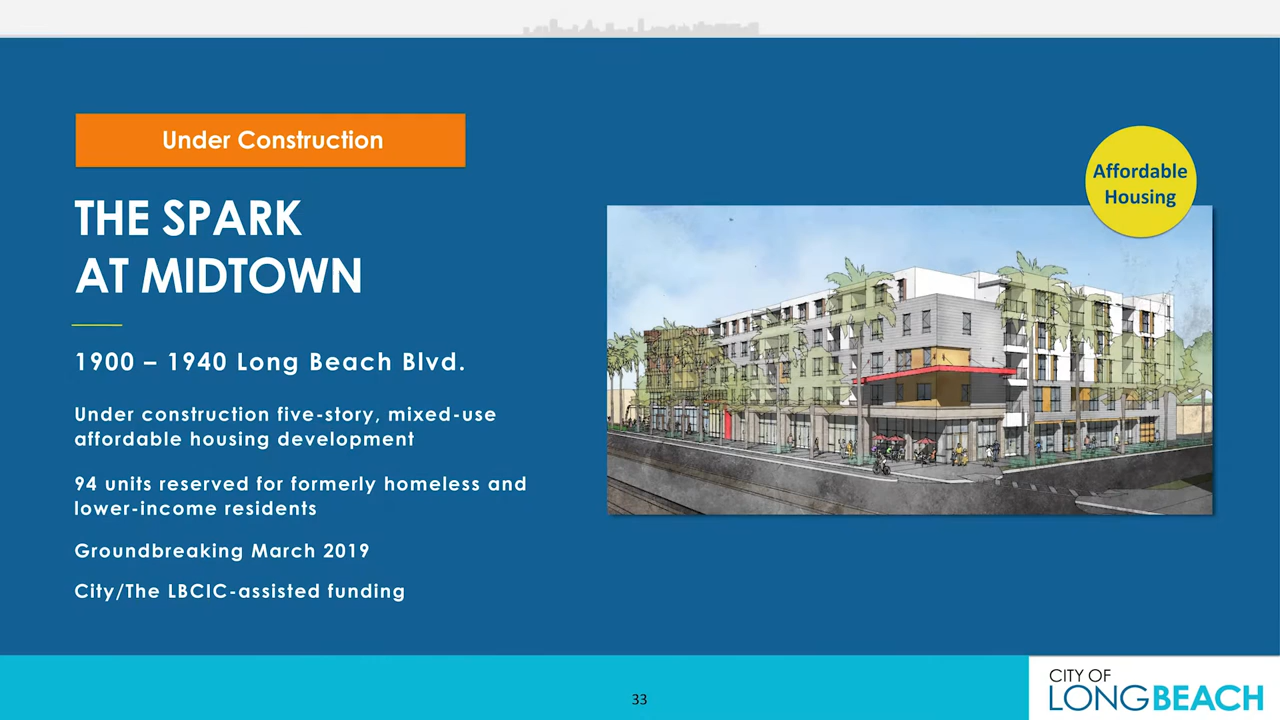 Under Construction
THE SPARK
AT MIDTOWN
1900 – 1940 Long Beach Blvd.
Under construction five-story, mixed-use
affordable housing development
94 units reserved for formerly homeless and
lower-income residents
Groundbreaking March 2019
City/The LBCIC-assisted funding
Affordable
Housing
33
CITY OF
LONGBEACH